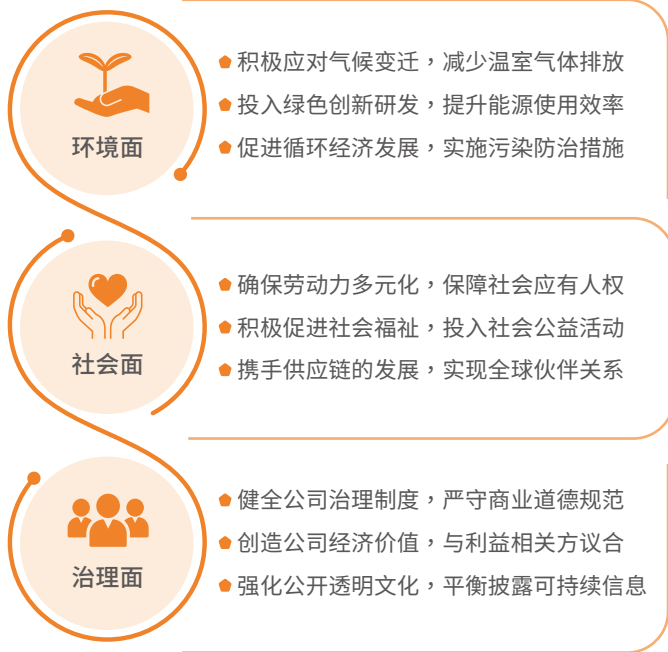 环境面
积极应对气候变迁，减少温室气体排放
投入绿色创新研发，提升能源使用效率
促进循环经济发展，实施污染防治措施
社会面
确保劳动力多元化，保障社会应有人权
积极促进社会福祉，投入社会公益活动
携手供应链的发展，实现全球伙伴关系
治理面
健全公司治理制度，严守商业道德规范
创造公司经济价值，与利益相关方议合
强化公开透明文化，平衡披露可持续信息